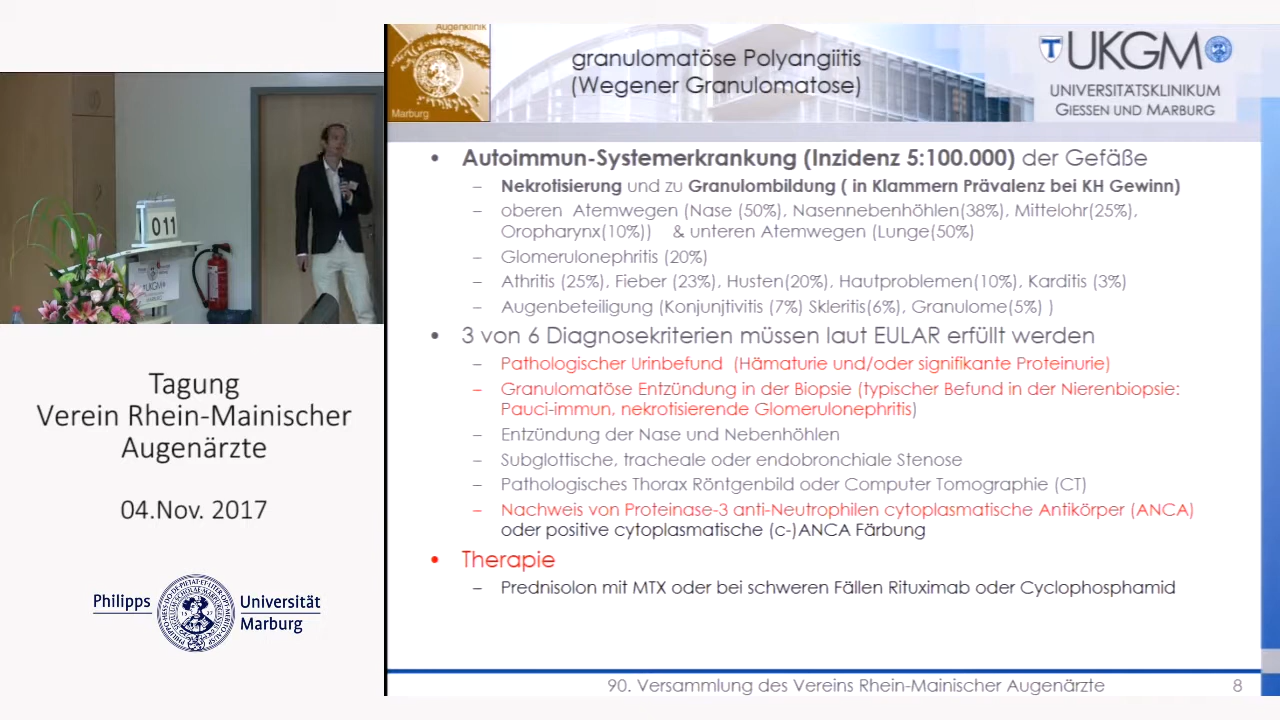 Augenklinik
Marburg
granulomatöse Polyangiitis
(Wegener Granulomatose)
UKGM
UNIVERSITÄTSKLINIKUM
GIESSEN UND MARBURG
• Autoimmun-Systemerkrankung (Inzidenz 5:100.000) der Gefäße
– Nekrotisierung und zu Granulombildung ( in Klammern Prävalenz bei KH Gewinn)
– oberen Atemwegen (Nase (50%), Nasennebenhöhlen(38%), Mittelohr(25%),
Oropharynx(10%)) & unteren Atemwegen (Lunge(50%)
– Glomerulonephritis (20%)
– Athritis (25%), Fieber (23%), Husten(20%), Hautproblemen(10%), Karditis (3%)
– Augenbeteiligung (Konjunjtivitis (7%) Skleritis(6%), Granulome(5%) )
• 3 von 6 Diagnosekriterien müssen laut EULAR erfüllt werden
– Pathologischer Urinbefund (Hämaturie und/oder signifikante Proteinurie)
– Granulomatöse Entzündung in der Biopsie (typischer Befund in der Nierenbiopsie:
Pauci-immun, nekrotisierende Glomerulonephritis)
– Entzündung der Nase und Nebenhöhlen
– Subglottische, tracheale oder endobronchiale Stenose
– Pathologisches Thorax Röntgenbild oder Computer Tomographie (CT)
– Nachweis von Proteinase-3 anti-Neutrophilen cytoplasmatische Antikörper (ANCA)
oder positive cytoplasmatische (c-)ANCA Färbung
• Therapie
– Prednisolon mit MTX oder bei schweren Fällen Rituximab oder Cyclophosphamid
90. Versammlung des Vereins Rhein-Mainischer Augenärzte
8
011
UKGM
Tagung
Verein Rhein-Mainischer
Augenärzte
04.Nov. 2017
Philipps Universität
Marburg